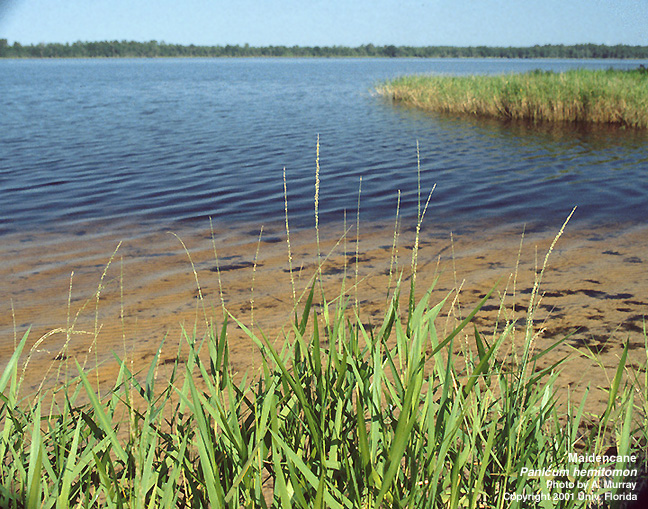 Maidencane
Panicum hemitomon
Photo by A. Murray
Copyright 2001 Univ. Florida